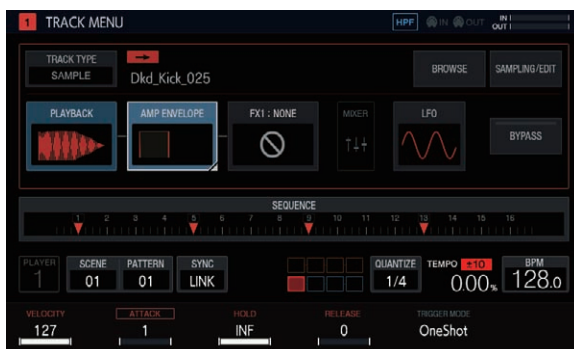 1 TRACK MENU HPF IN OUT IN OUT
TRACK TYPE
SAMPLE
Dkd_Kick_025
BROWSE
SAMPLING/EDIT
PLAYBACK
AMP ENVELOPE
FX1 : NONE
MIXER
LFO
BYPASS
SEQUENCE
1 2 3 4 5 6 7 8 9 10 11 12 13 14 15 16
PLAYER
1
SCENE
01
PATTERN
01
SYNC
LINK
QUANTIZE
1/4
TEMPO ±10
0.00%
BPM
128.0
VELOCITY
127
ATTACK
1
HOLD
INF
RELEASE
0
TRIGGER MODE
OneShot